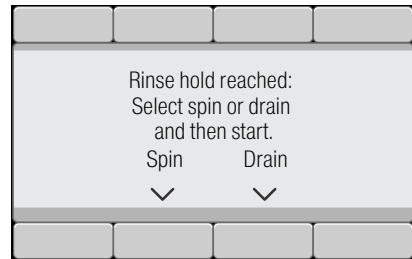 Rinse hold reached:
Select spin or drain
and then start.
Spin Drain